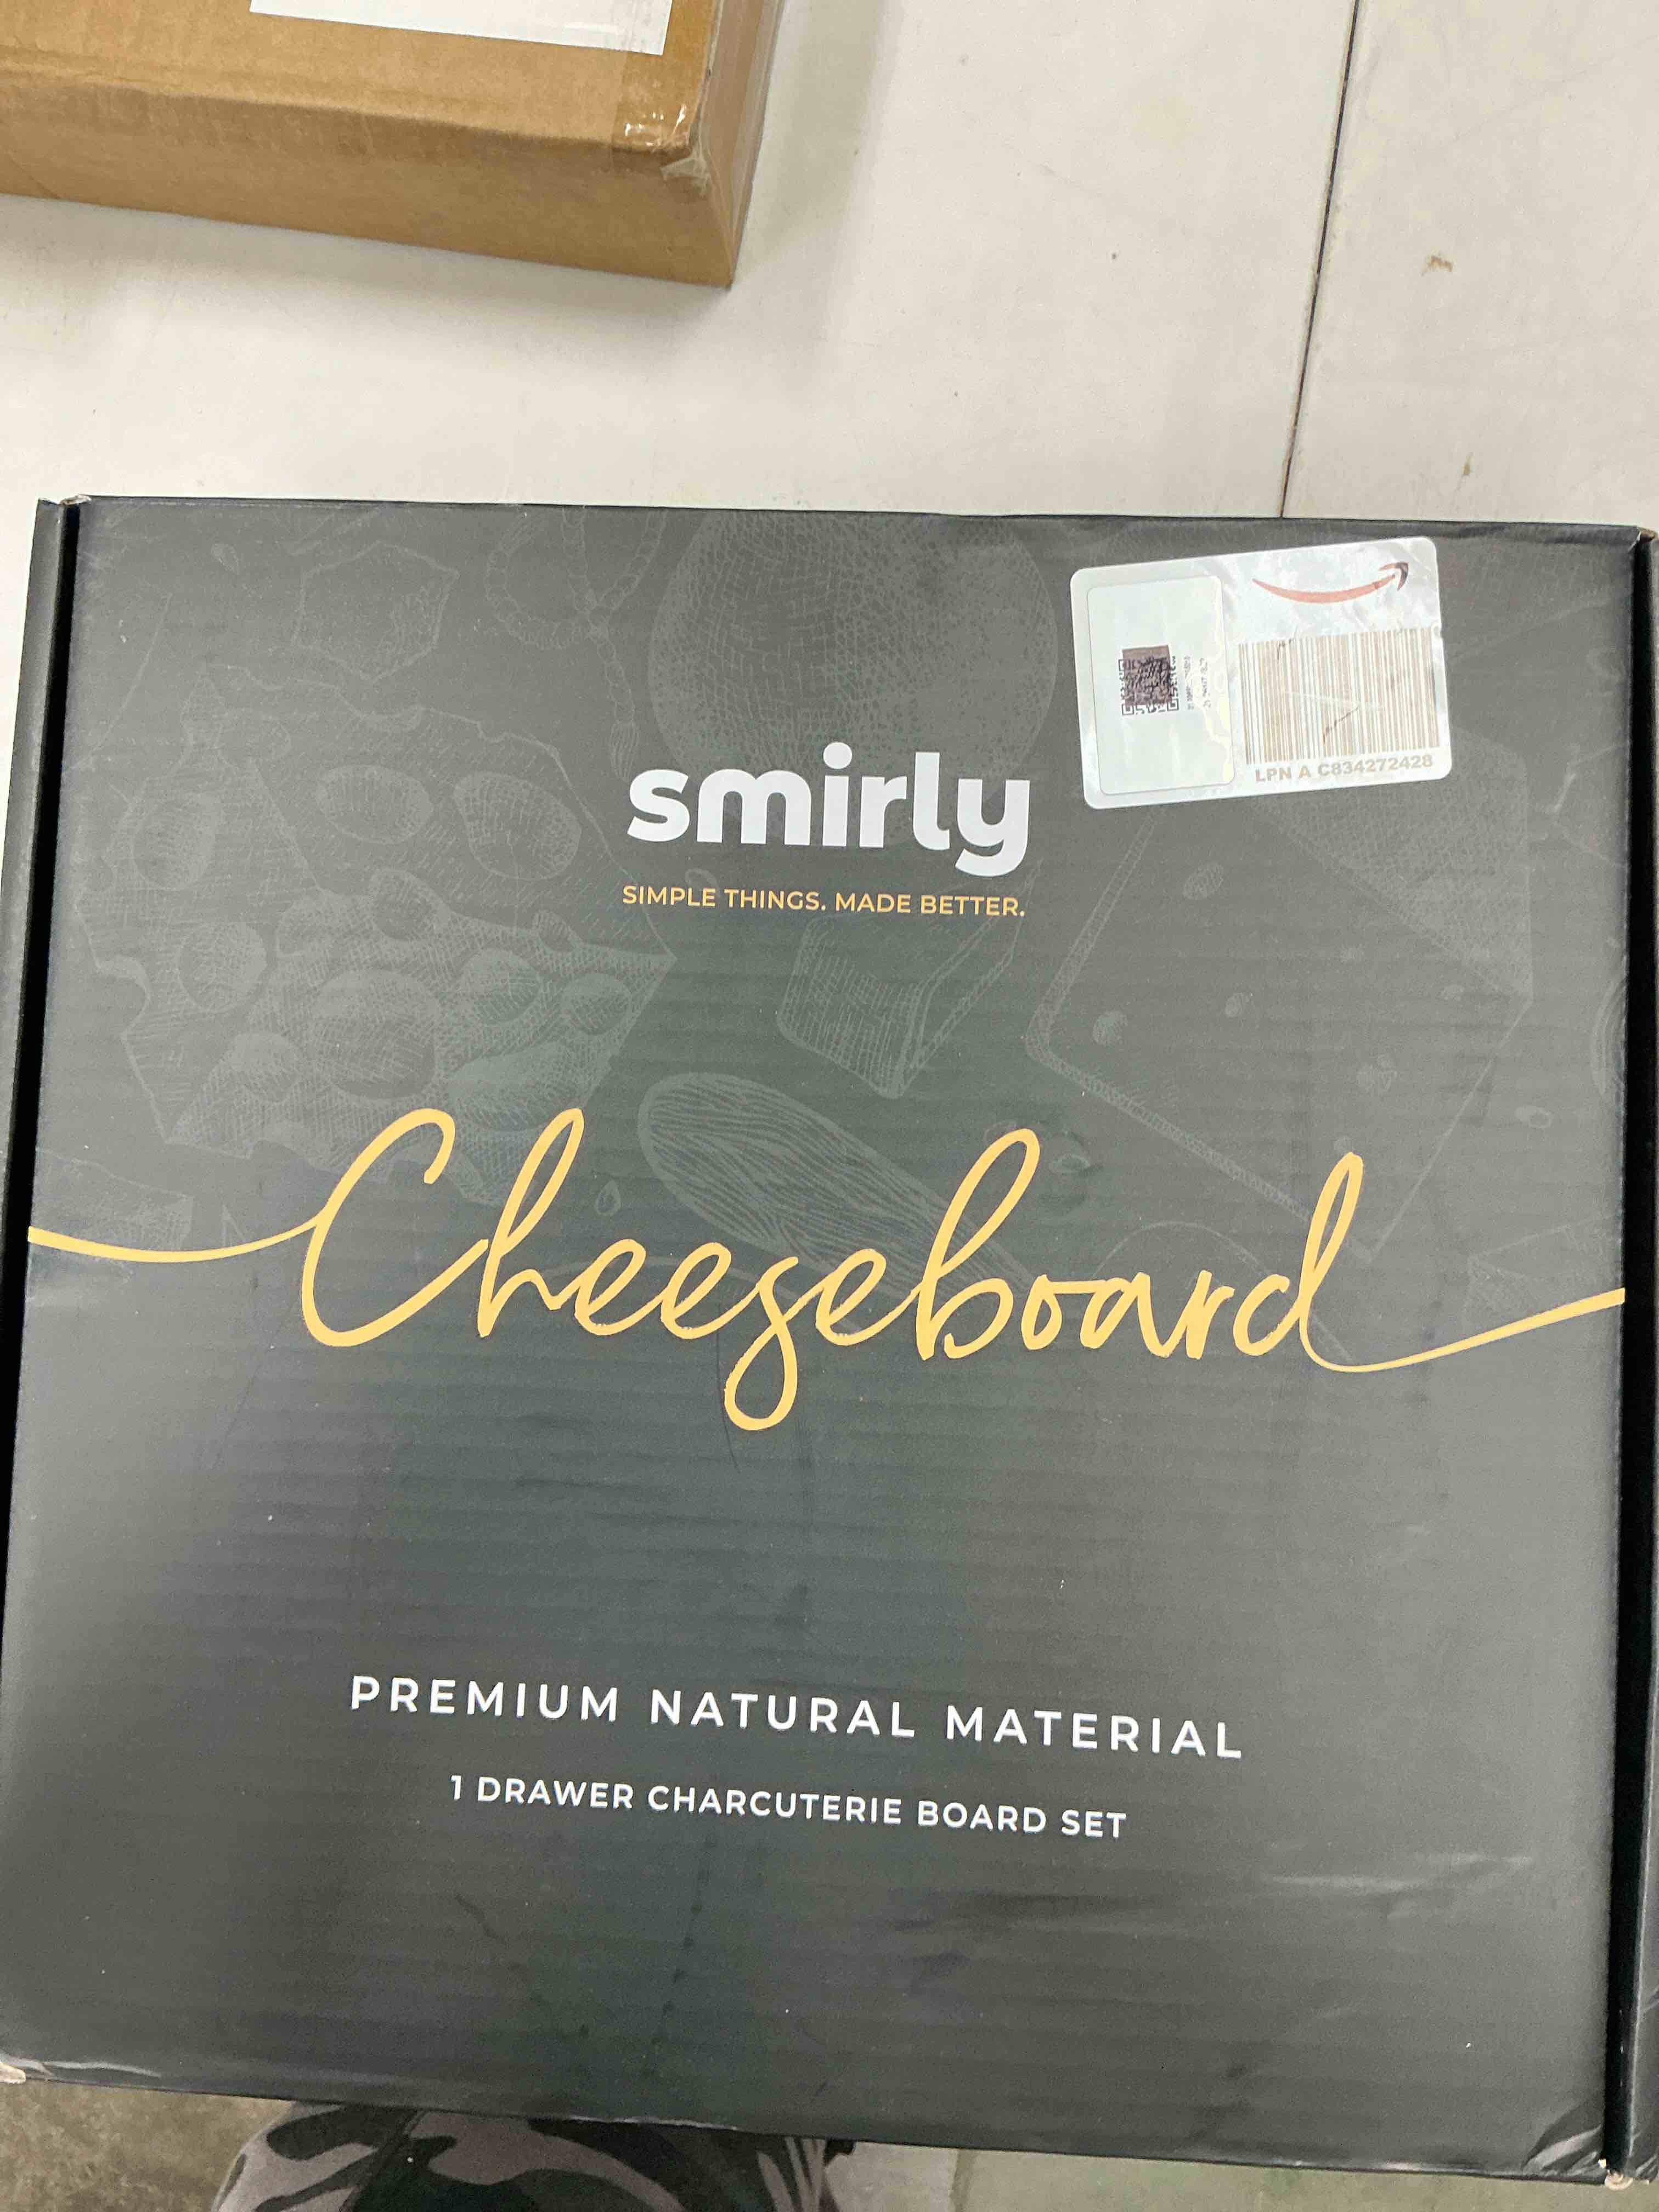 LPN A C834272428
smirly
SIMPLE THINGS. MADE BETTER.
Cheeseboard
PREMIUM NATURAL MATERIAL
1 DRAWER CHARCUTERIE BOARD SET